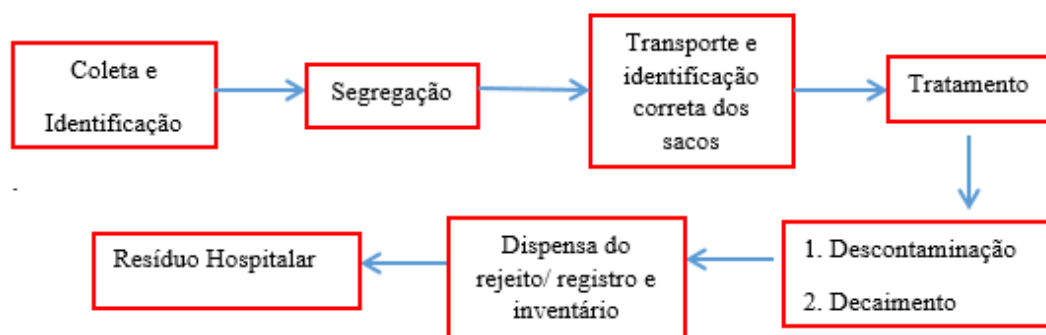 Coleta e
Identificação
Segregação
Transporte e
identificação
correta dos
sacos
Tratamento
1. Descontaminação
2. Decaimento
Dispensa do
rejeito/ registro e
inventário
Resíduo Hospitalar